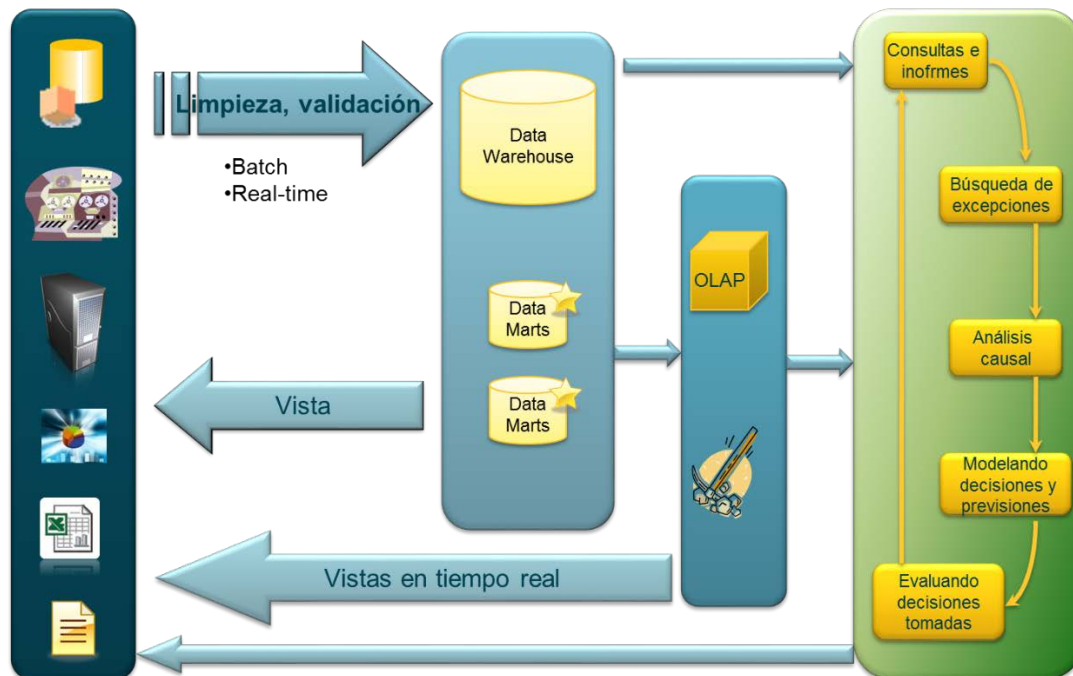 Limpieza, validación
•Batch
•Real-time
Data
Warehouse
Data
Marts
Data
Marts
Vista
Vistas en tiempo real
OLAP
Consultas e
inofrmes
Búsqueda de
excepciones
Análisis
causal
Modelando
decisiones y
previsiones
Evaluando
decisiones
tomadas